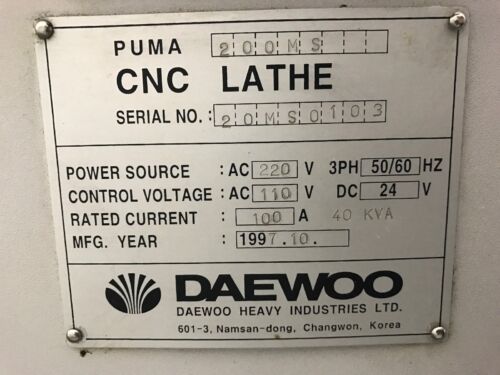 PUMA 200MS
CNC LATHE
SERIAL NO. : 20MS0103
POWER SOURCE : AC 220 V 3PH 50/60 HZ
CONTROL VOLTAGE : AC 110 V DC 24 V
RATED CURRENT : 100 A 40 KVA
MFG. YEAR : 1997.10.
DAEWOO
DAEWOO HEAVY INDUSTRIES LTD.
601-3, Namsan-dong, Changwon, Korea